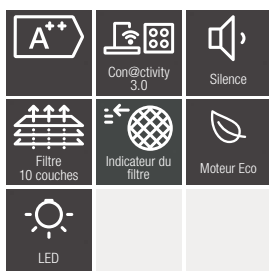 A++
Con@ctivity
3.0
Silence
Filtre
10 couches
Indicateur du
filtre
Moteur Eco
LED